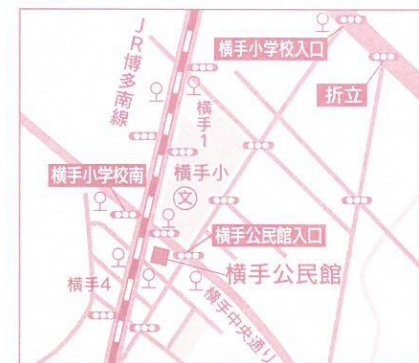 横手小学校入口
JR博多南線
折立
横手1
横手小学校南
横手小
文
横手公民館入口
横手公民館
横手4
横手中央通り